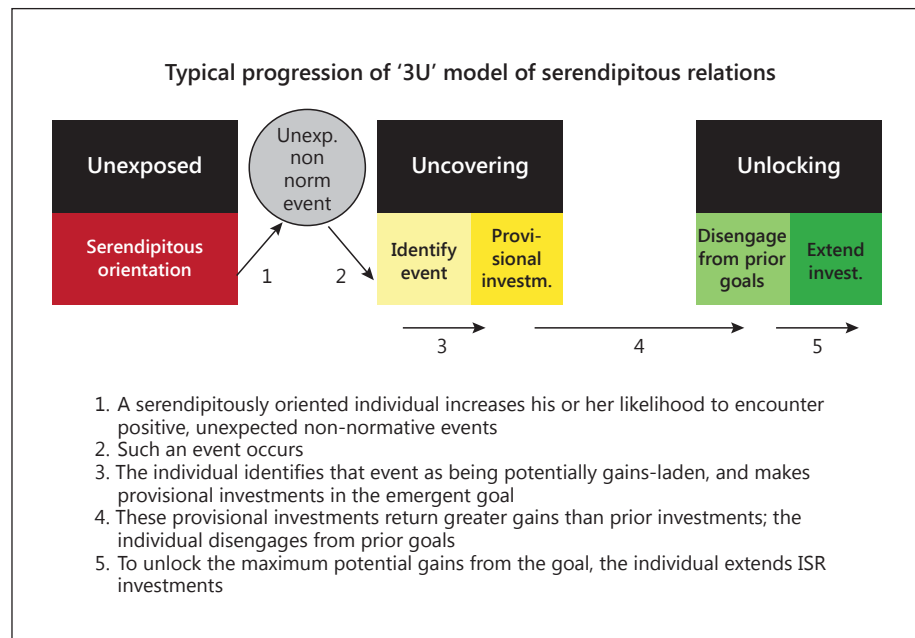 Typical progression of ‘3U’ model of serendipitous relations
Unexposed
Unexp.
non
norm
event
Uncovering
Unlocking
Serendipitous
orientation
1
2
Identify
event
Provi-
sional
investm.
Disengage
from prior
goals
Extend
invest.
3
4
5
1. A serendipitously oriented individual increases his or her likelihood to encounter
positive, unexpected non-normative events
2. Such an event occurs
3. The individual identifies that event as being potentially gains-laden, and makes
provisional investments in the emergent goal
4. These provisional investments return greater gains than prior investments; the
individual disengages from prior goals
5. To unlock the maximum potential gains from the goal, the individual extends ISR
investments